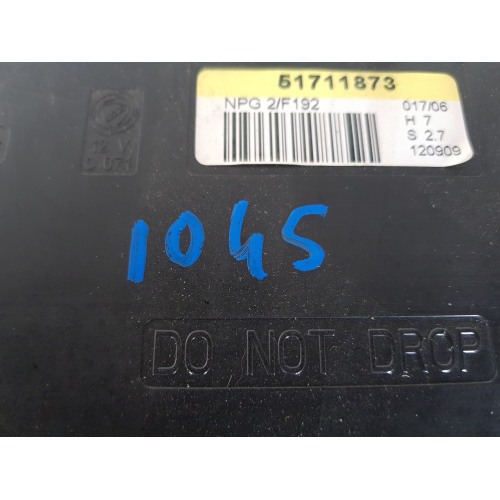 51711873
NPG 2/F192
017/06
H 7
S 2.7
120909
12 V
1045
DO NOT DROP